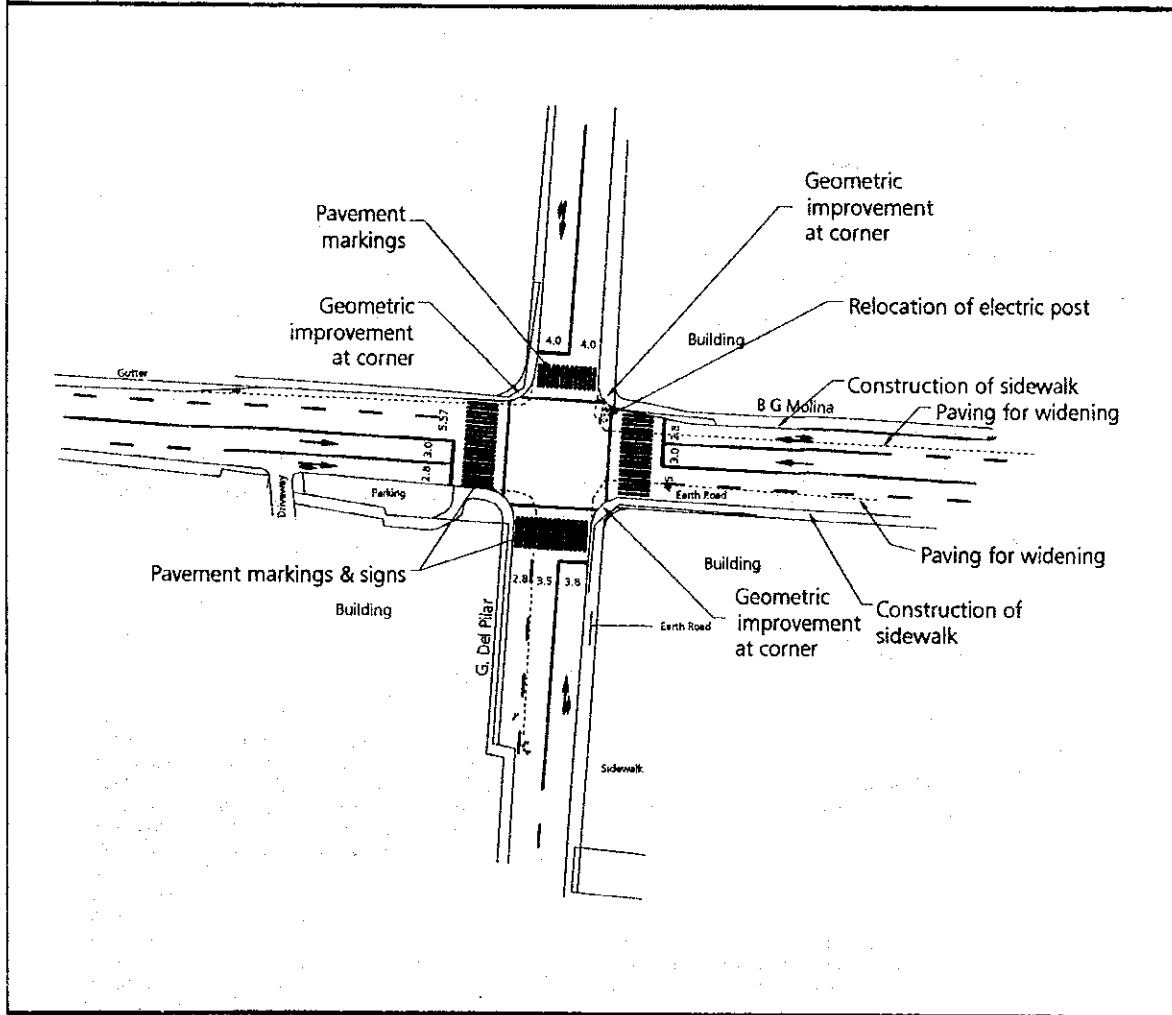 Geometric
improvement
at corner
Pavement
markings
Geometric
improvement
at corner
Relocation of electric post
Building
4.0 4.0
Gutter
Construction of sidewalk
B G Molina
Paving for widening
5.57
3.0
2.8
2.8
3.0
Earth Road
Parking
Driveway
Paving for widening
Pavement markings & signs
Building
Building
2.8 3.5 3.8
G. Del Pilar
Earth Road
Geometric
improvement
at corner
Construction of
sidewalk
Sidewalk